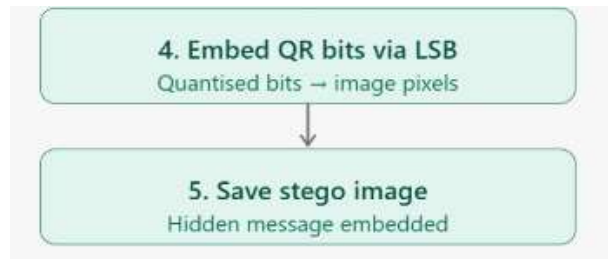 4. Embed QR bits via LSB
Quantised bits → image pixels
5. Save stego image
Hidden message embedded